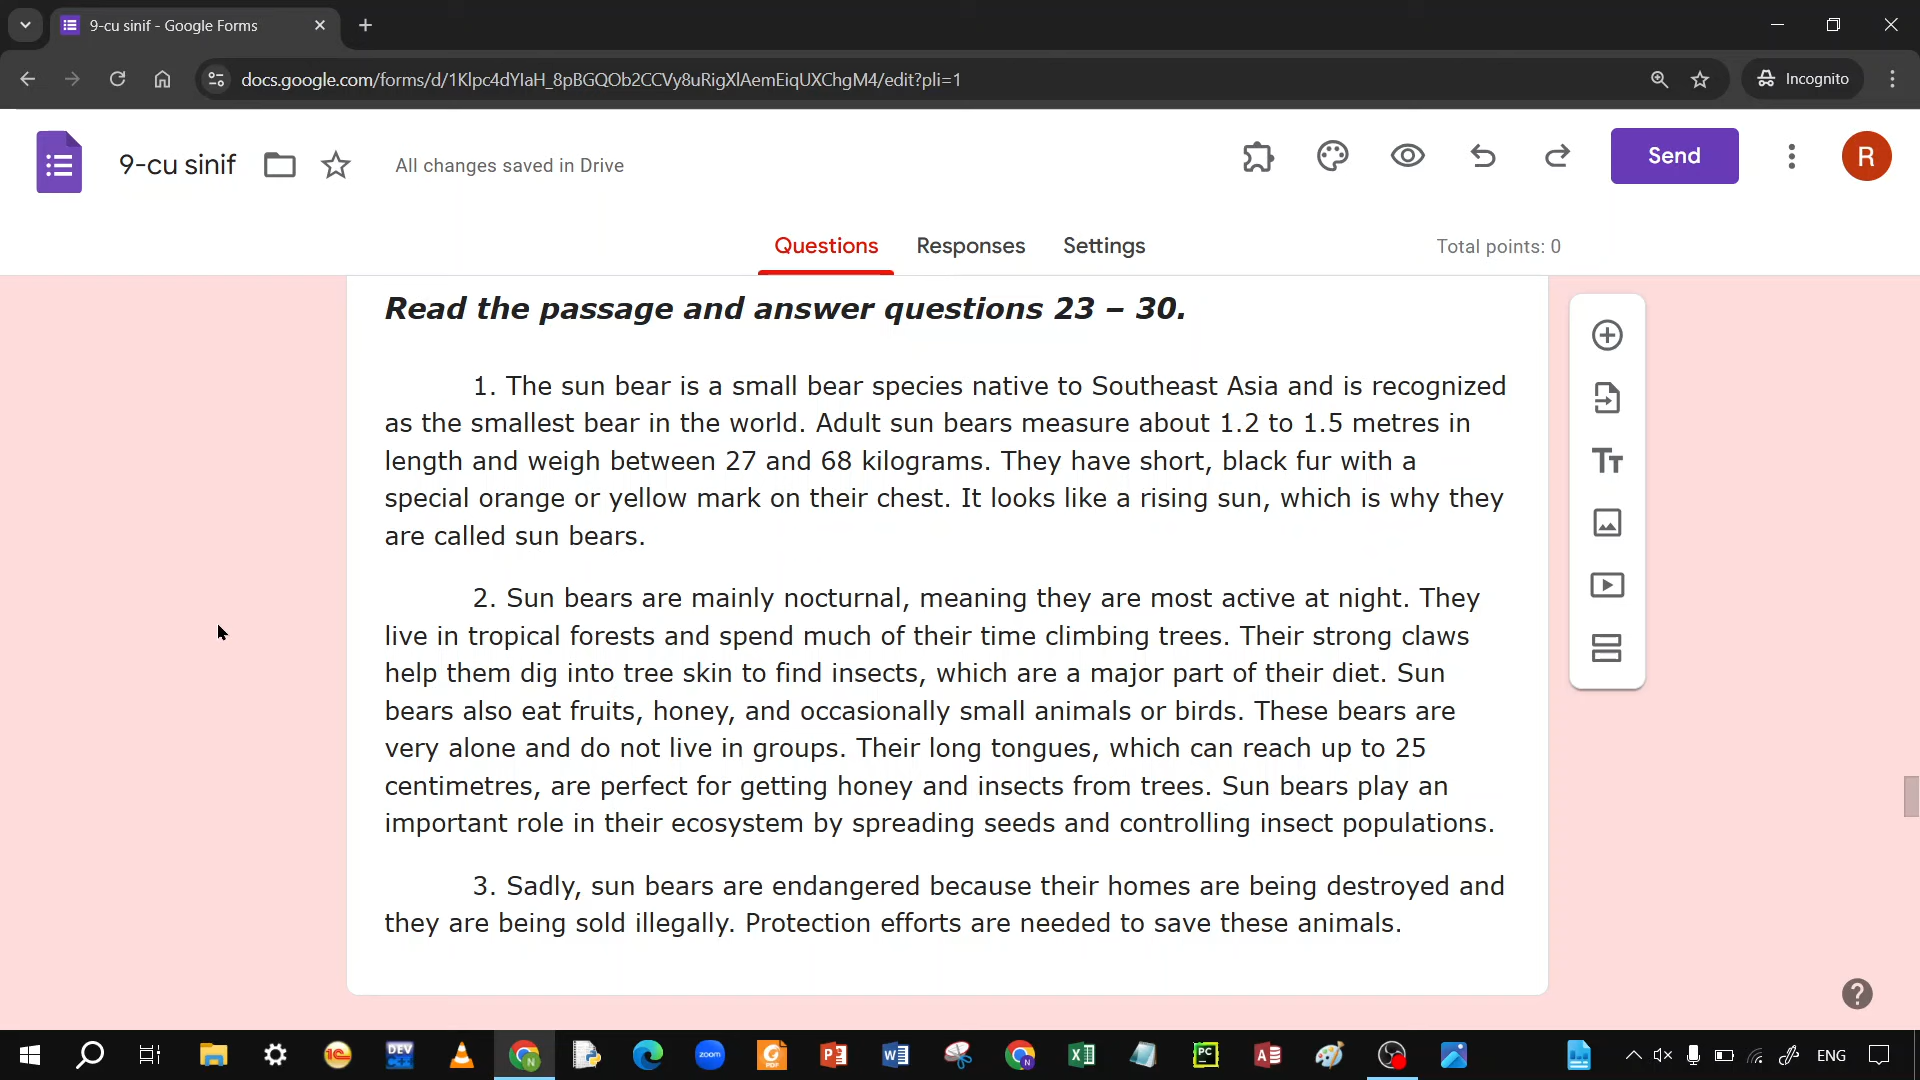 9-cu sinif - Google Forms
docs.google.com/forms/d/1Klpc4dYIaH_8pBGQOb2CCVy8uRigXlAemEiqUXChgM4/edit?pli=1
Incognito
9-cu sinif
All changes saved in Drive
Send
R
Questions
Responses
Settings
Total points: 0
Read the passage and answer questions 23 – 30.
1. The sun bear is a small bear species native to Southeast Asia and is recognized
as the smallest bear in the world. Adult sun bears measure about 1.2 to 1.5 metres in
length and weigh between 27 and 68 kilograms. They have short, black fur with a
special orange or yellow mark on their chest. It looks like a rising sun, which is why they
are called sun bears.
2. Sun bears are mainly nocturnal, meaning they are most active at night. They
live in tropical forests and spend much of their time climbing trees. Their strong claws
help them dig into tree skin to find insects, which are a major part of their diet. Sun
bears also eat fruits, honey, and occasionally small animals or birds. These bears are
very alone and do not live in groups. Their long tongues, which can reach up to 25
centimetres, are perfect for getting honey and insects from trees. Sun bears play an
important role in their ecosystem by spreading seeds and controlling insect populations.
3. Sadly, sun bears are endangered because their homes are being destroyed and
they are being sold illegally. Protection efforts are needed to save these animals.
DEV
zoom
ENG